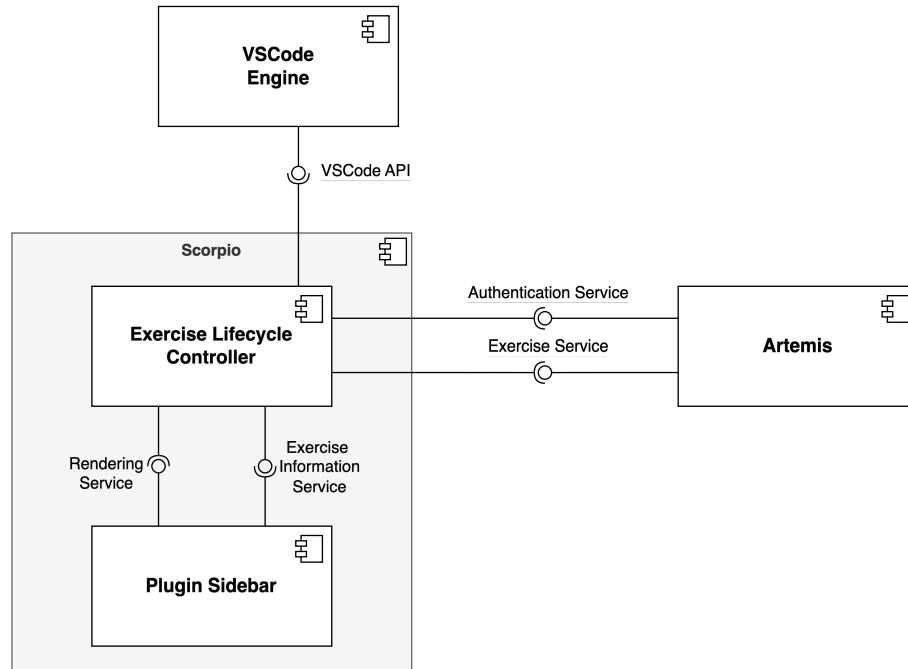 VSCode
Engine
VSCode API
Scorpio
Authentication Service
Exercise Lifecycle
Controller
Exercise Service
Artemis
Rendering
Service
Exercise
Information
Service
Plugin Sidebar